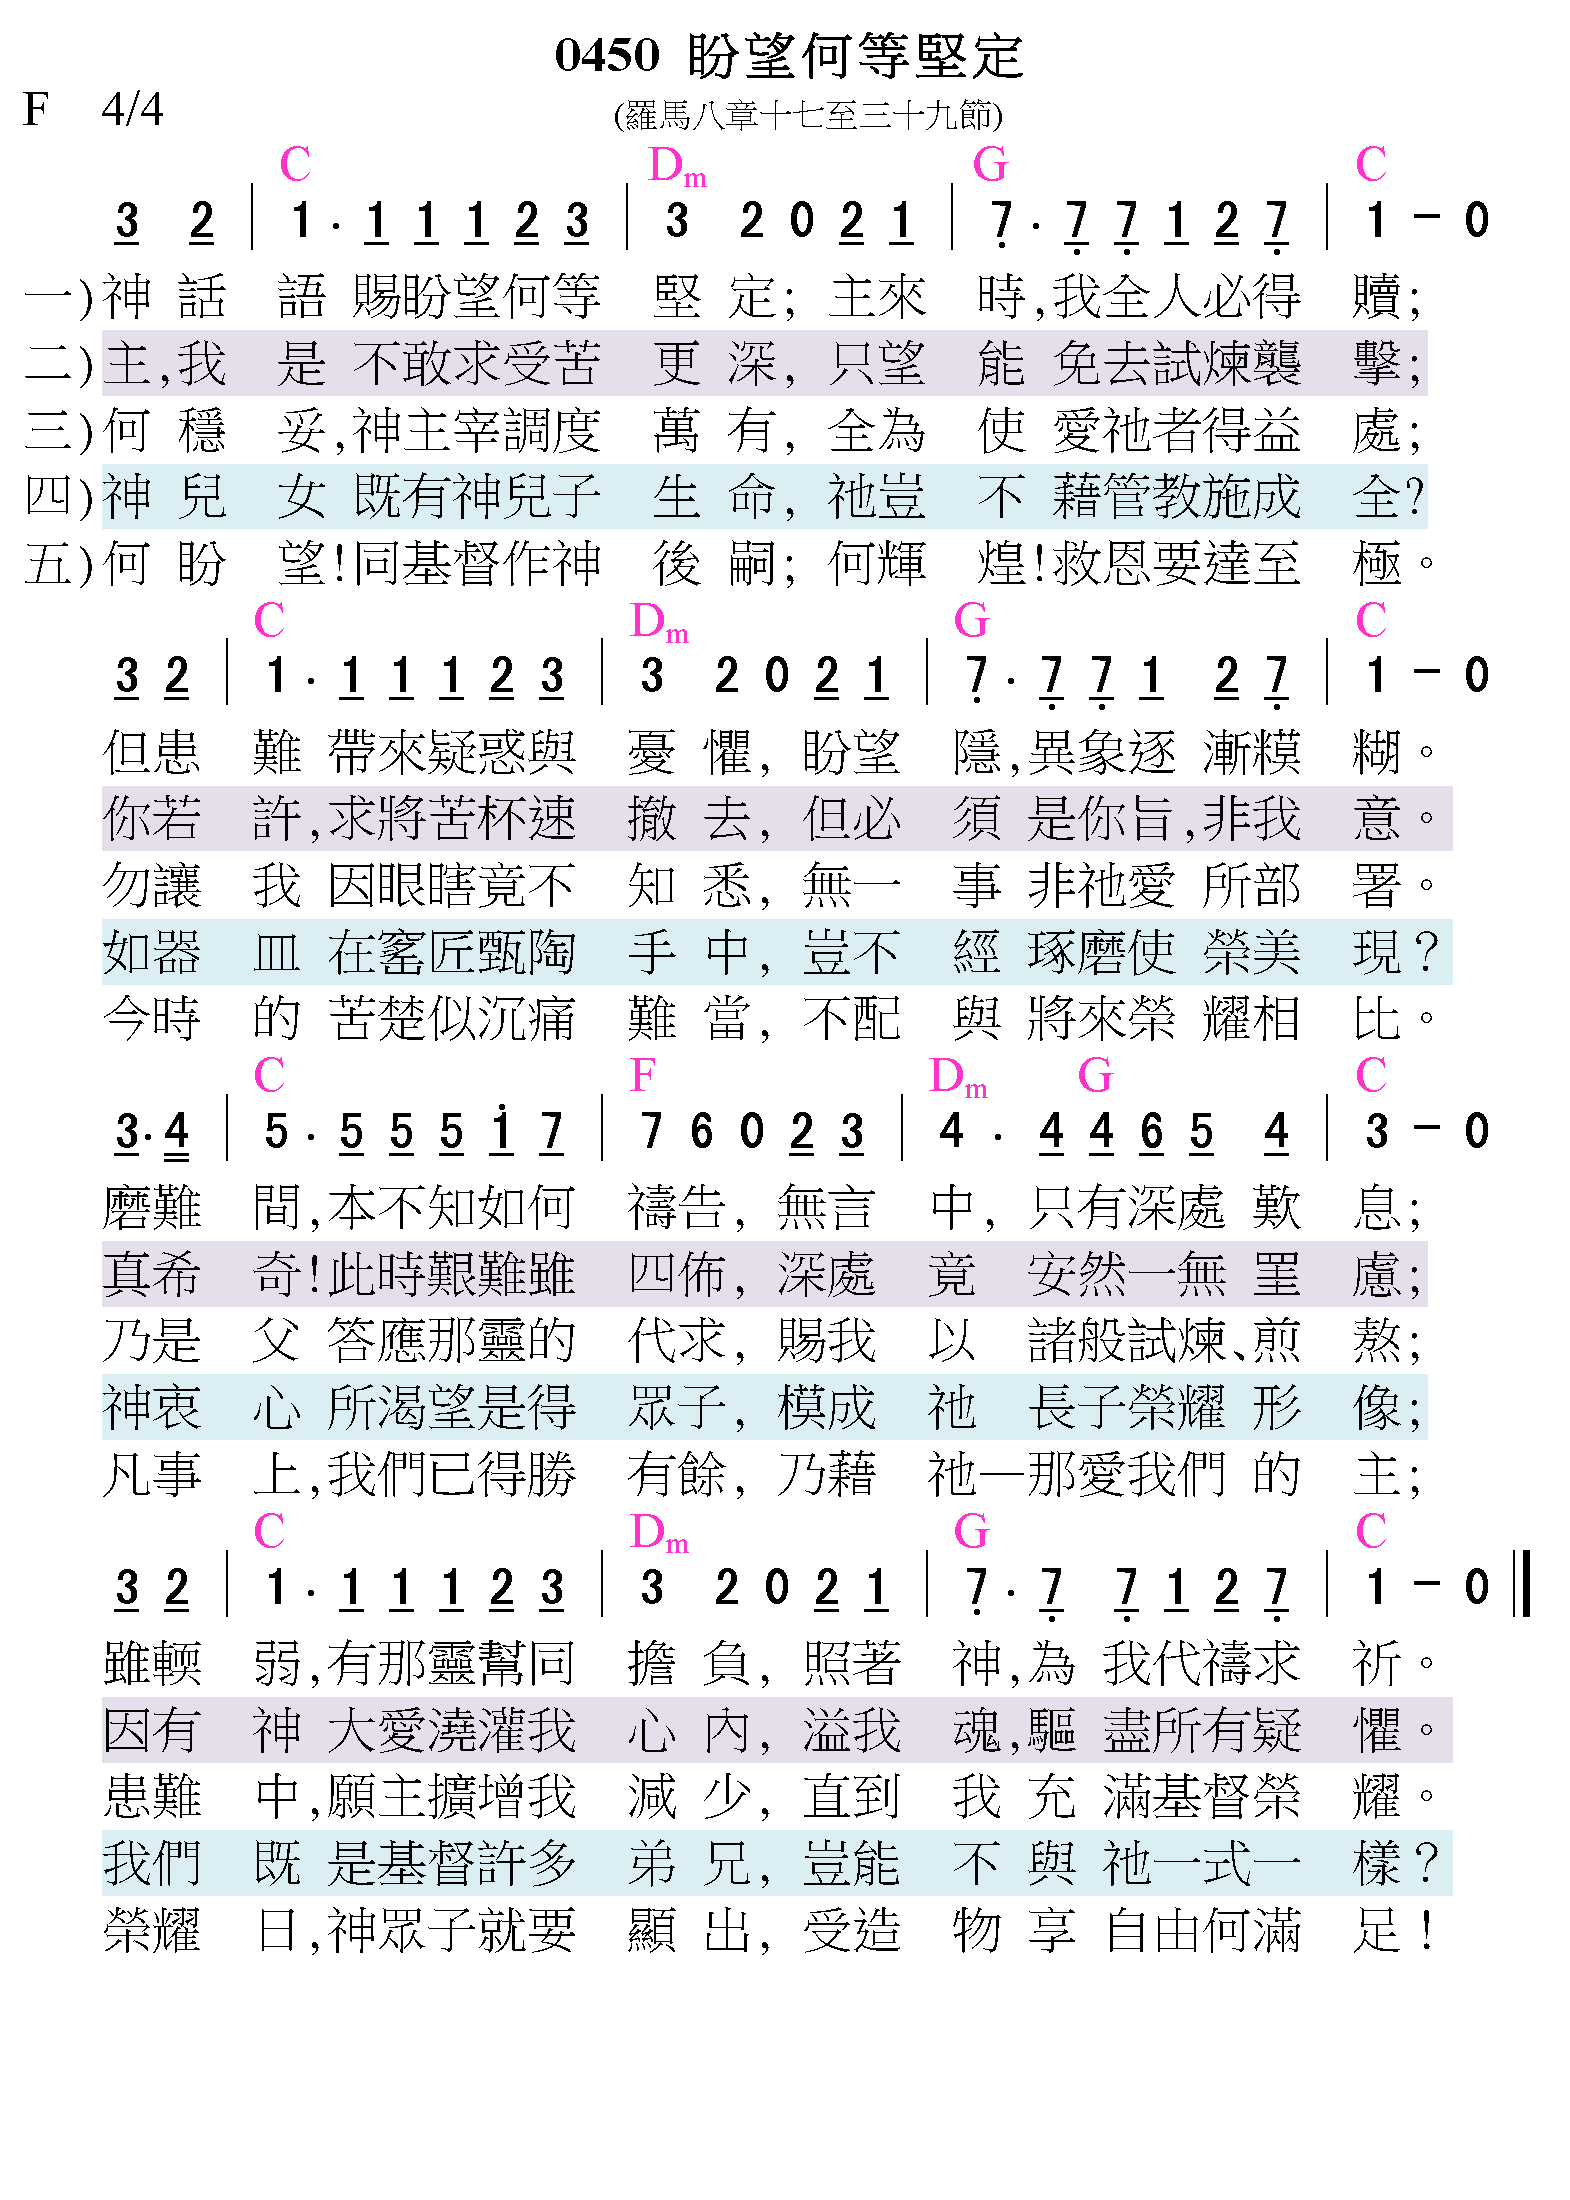 0450 盼望何等堅定
F 4/4 (羅馬八章十七至三十九節)
C Dm G C
3 2 | 1 . 1 1 1 2 3 | 3 2 0 2 1 | 7 . 7 7 1 2 7 | 1 – 0
一)神話 語 賜盼望何等 堅定; 主來 時,我全人必得 贖;
二)主,我 是 不敢求受苦 更深, 只望 能 免去試煉襲 擊;
三)何穩 妥,神主宰調度 萬有, 全為 使 愛祂者得益 處;
四)神兒 女 既有神兒子 生命, 祂豈 不 藉管教施成 全?
五)何盼 望!同基督作神 後嗣; 何輝 煌!救恩要達至 極。
C Dm G C
3 2 | 1 . 1 1 1 2 3 | 3 2 0 2 1 | 7 . 7 7 1 2 7 | 1 – 0
但患 難 帶來疑惑與 憂懼, 盼望 隱,異象逐漸糢 糊。
你若 許,求將苦杯速 撤去, 但必 須 是你旨,非我 意。
勿讓 我 因眼瞎竟不 知悉, 無一 事 非祂愛所部 署。
如器 皿 在窰匠甄陶 手中, 豈不 經 琢磨使榮美 現?
今時 的 苦楚似沉痛 難當, 不配 與 將來榮耀相 比。
C F Dm G C
3. 4 | 5 . 5 5 5 1 7 | 7 6 0 2 3 | 4 . 4 4 6 5 4 | 3 – 0
磨難 間,本不知如何 禱告, 無言 中, 只有深處歎 息;
真希 奇!此時艱難雖 四佈, 深處 竟 安然一無罣 慮;
乃是 父 答應那靈的 代求, 賜我 以 諸般試煉、煎 熬;
神衷 心 所渴望是得 眾子, 模成 祂 長子榮耀形 像;
凡事 上,我們已得勝 有餘, 乃藉 祂—那愛我們的 主;
C Dm G C
3 2 | 1 . 1 1 1 2 3 | 3 2 0 2 1 | 7 . 7 7 1 2 7 | 1 – 0
雖輭 弱,有那靈幫同 擔負, 照著 神,為我代禱求 祈。
因有 神 大愛澆灌我 心內, 溢我 魂,驅盡所有疑 懼。
患難 中,願主擴增我 減少, 直到 我 充滿基督榮 耀。
我們 既 是基督許多 弟兄, 豈能 不 與祂一式一 樣?
榮耀 日,神眾子就要 顯出, 受造 物 享自由何滿 足!